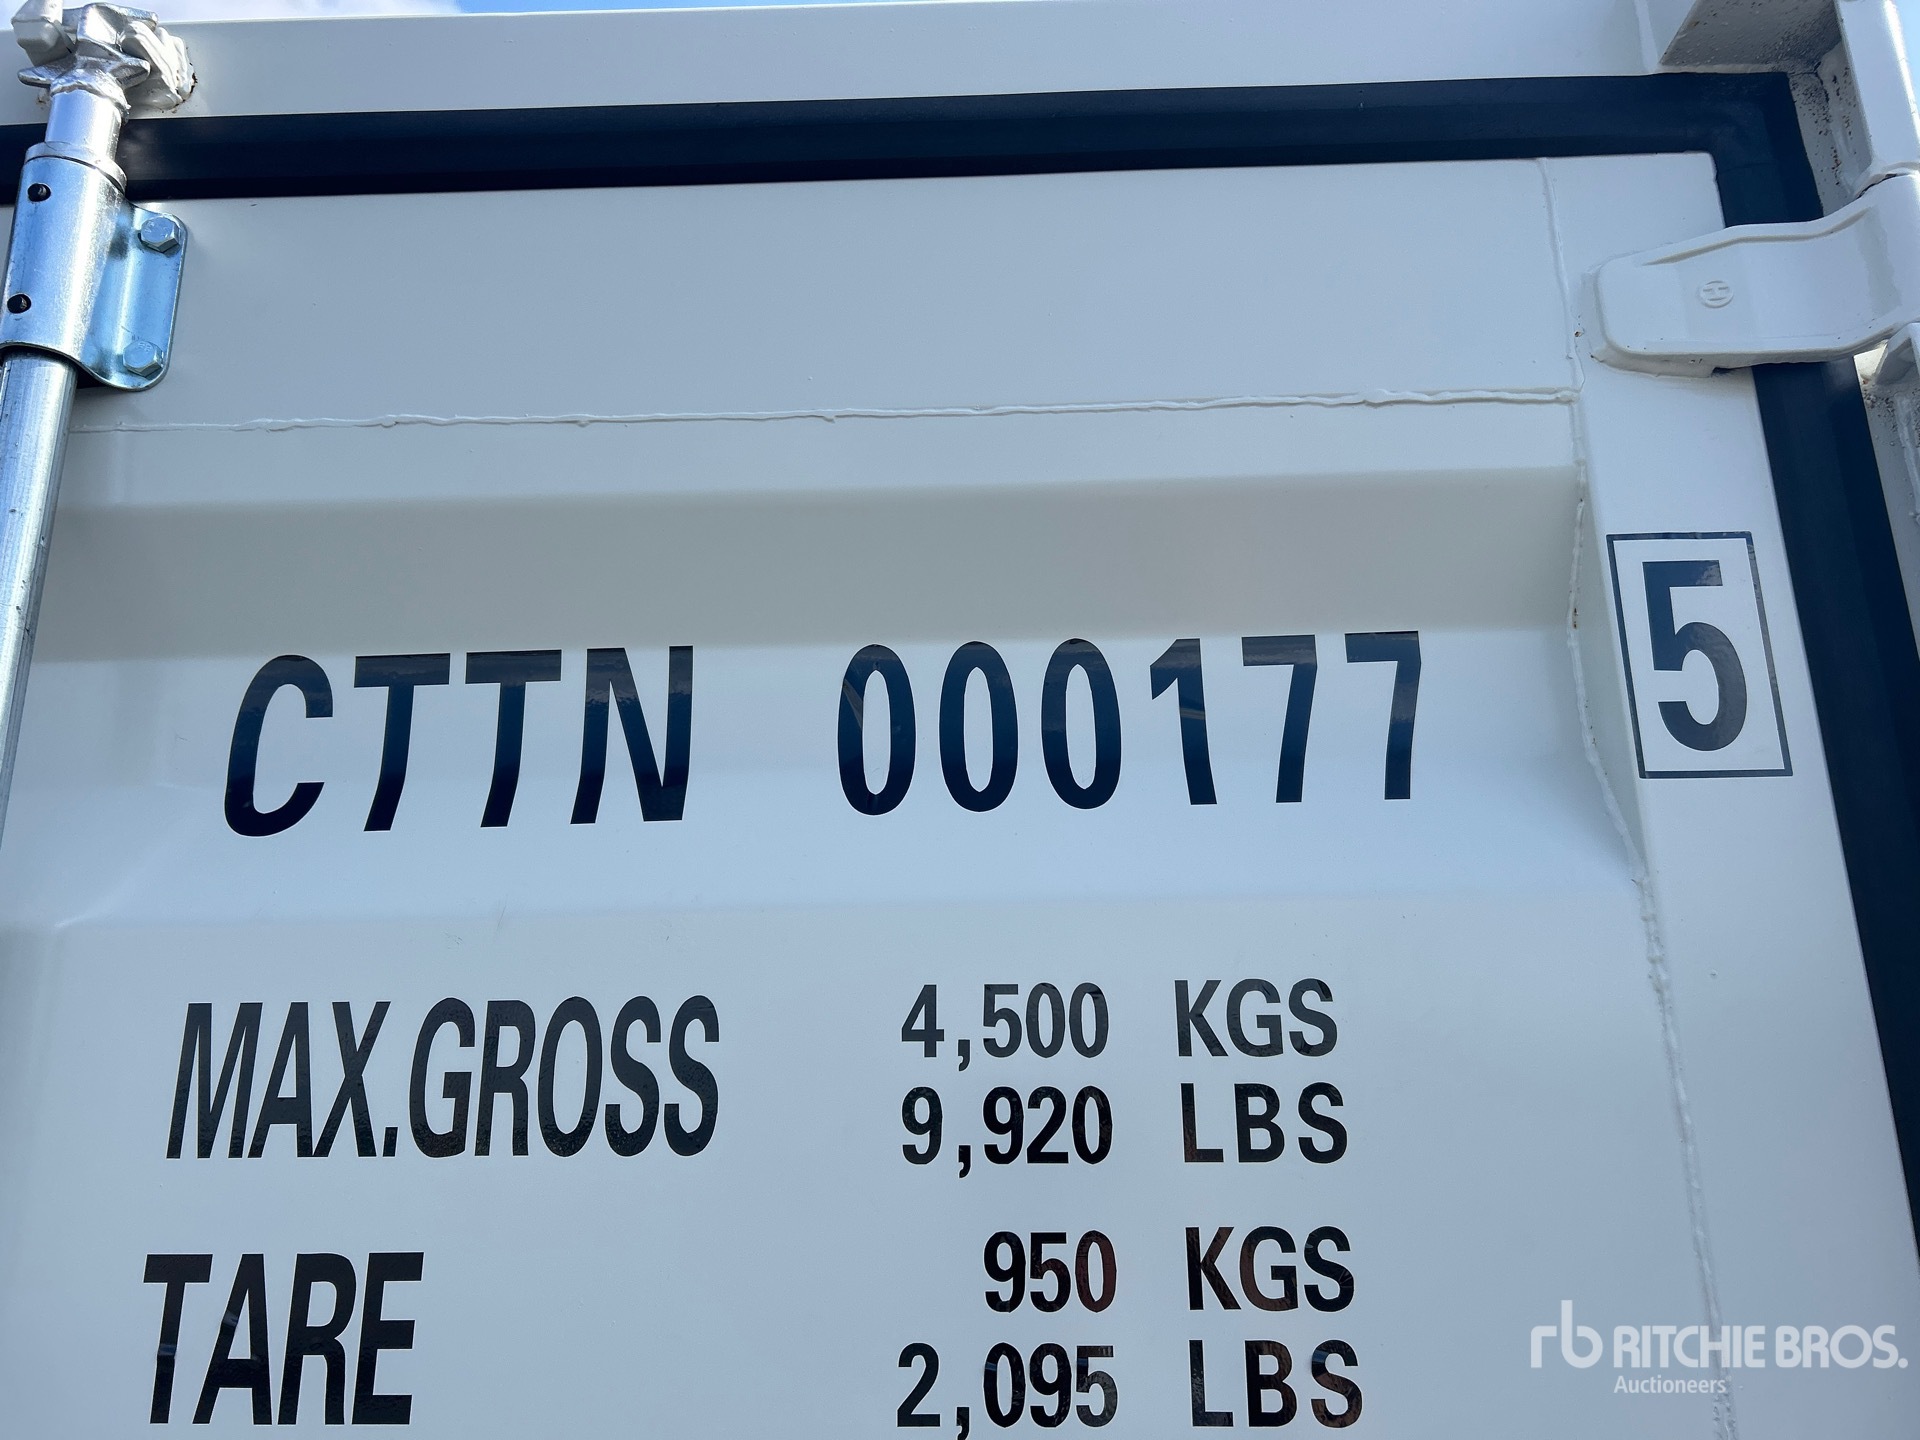 CTTN 000177 5
MAX.GROSS 4,500 KGS
9,920 LBS
TARE 950 KGS
2,095 LBS
rb RITCHIE BROS.
Auctioneers
H